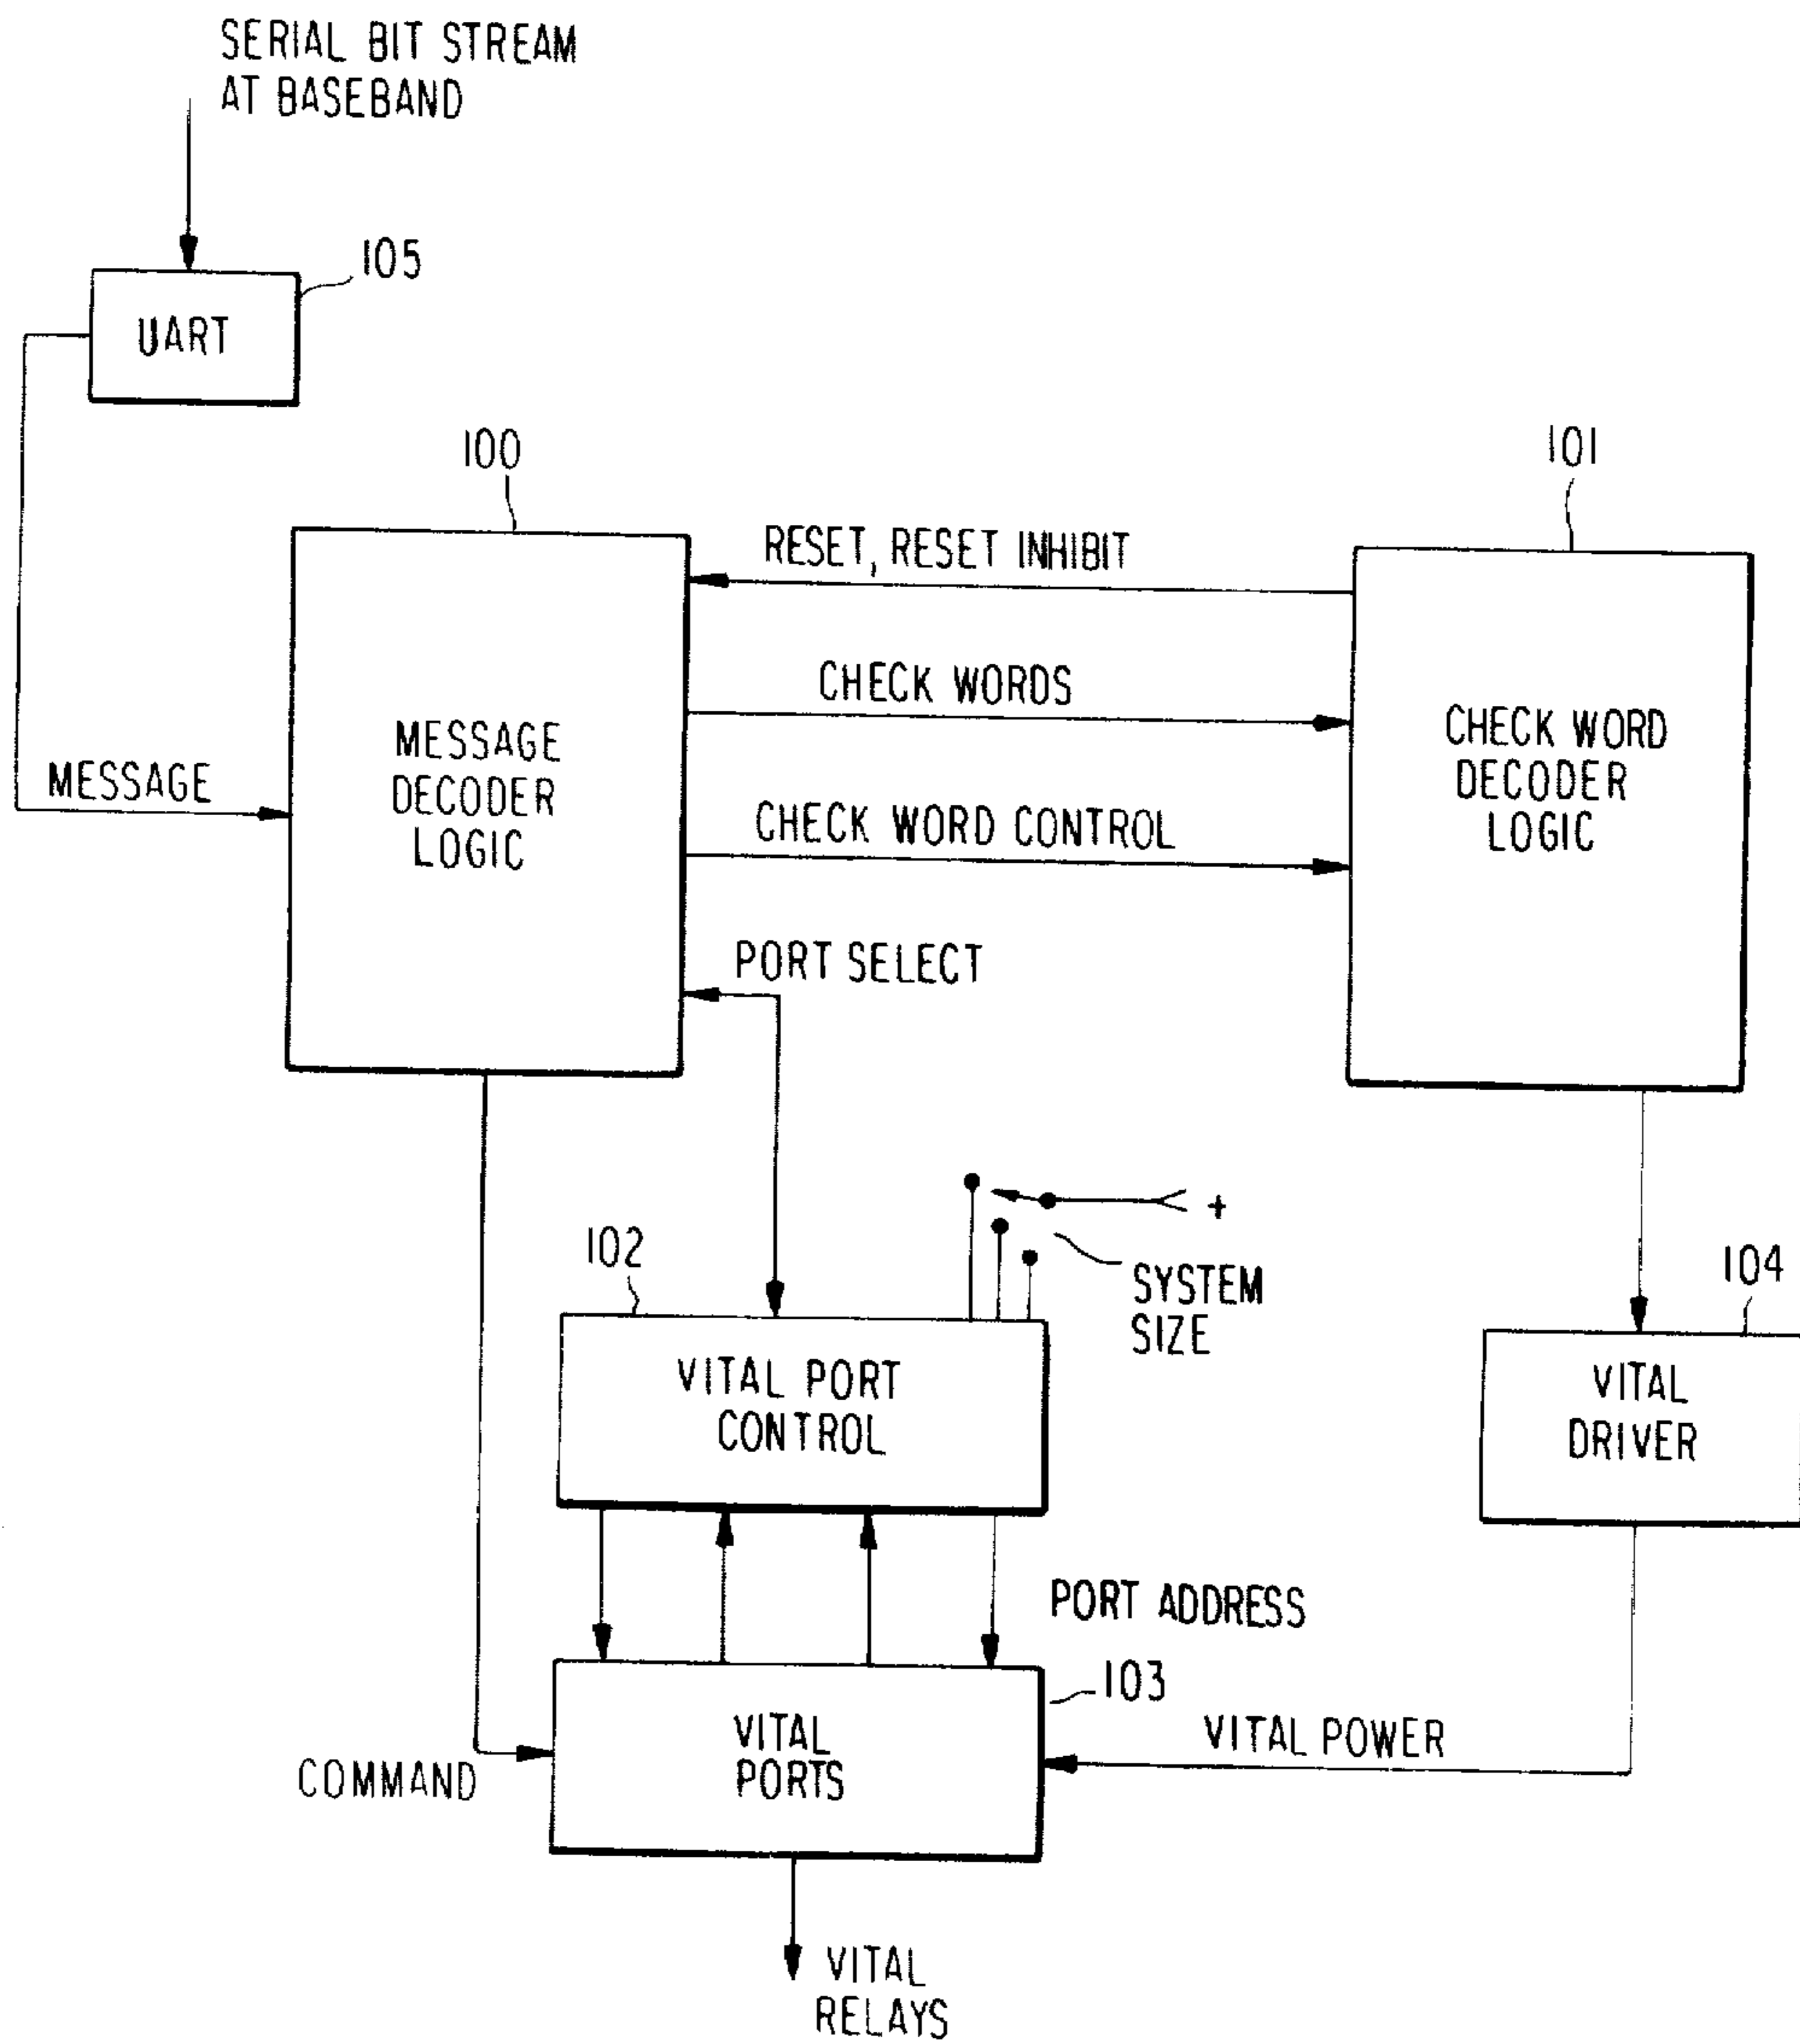 SERIAL BIT STREAM
AT BASEBAND
105
UART
100
101
RESET, RESET INHIBIT
CHECK WORDS
MESSAGE
DECODER
LOGIC
CHECK WORD
DECODER
LOGIC
MESSAGE
CHECK WORD CONTROL
PORT SELECT
+
102
SYSTEM
SIZE
104
VITAL PORT
CONTROL
VITAL
DRIVER
PORT ADDRESS
103
VITAL
PORTS
VITAL POWER
COMMAND
VITAL
RELAYS